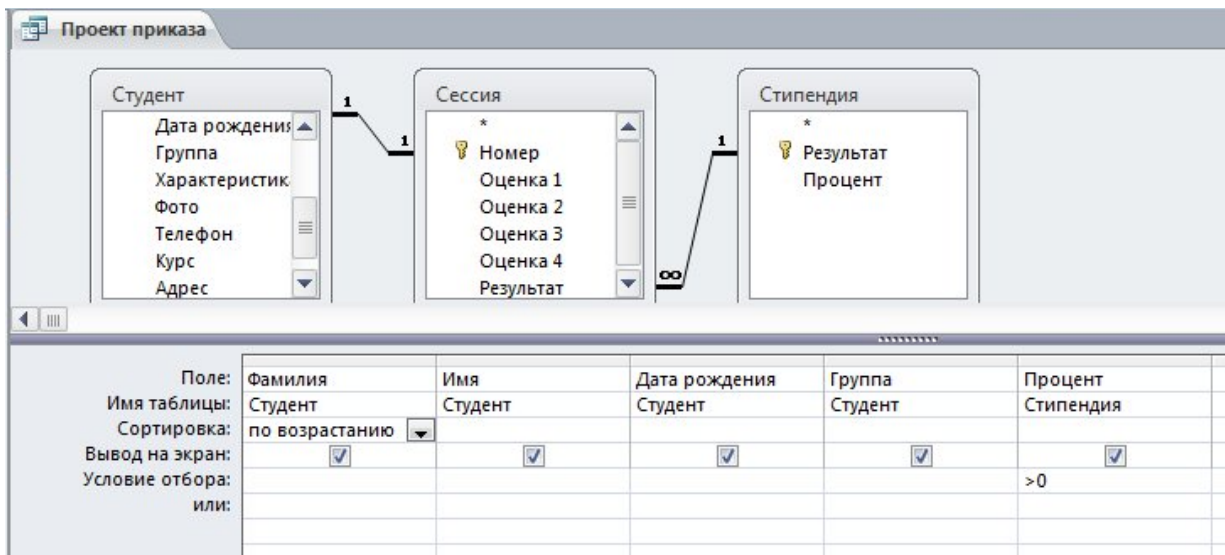 Проект приказа
Студент
Дата рождения
Группа
Характеристик
Фото
Телефон
Курс
Адрес
1
1
Сессия
*
Номер
Оценка 1
Оценка 2
Оценка 3
Оценка 4
Результат
1
∞
Стипендия
*
Результат
Процент
Поле: Фамилия Имя Дата рождения Группа Процент
Имя таблицы: Студент Студент Студент Студент Стипендия
Сортировка: по возрастанию
Вывод на экран:
Условие отбора: >0
или: